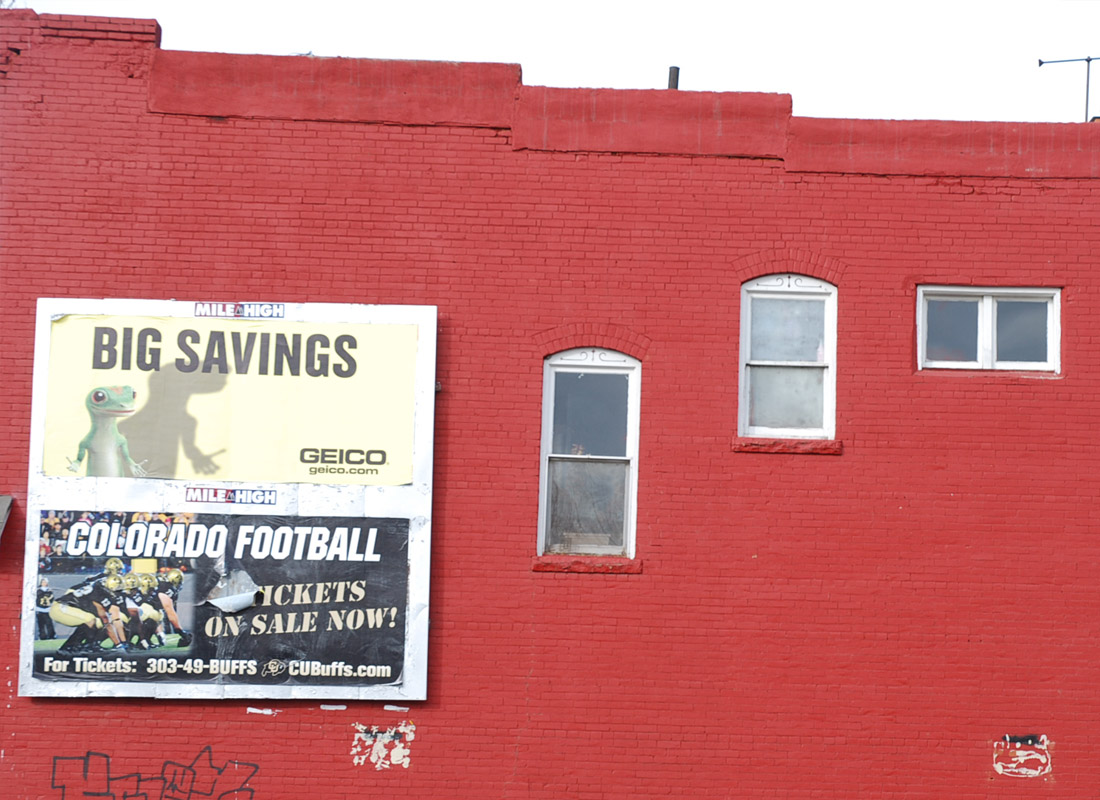 MILE HIGH
BIG SAVINGS
GEICO
geico.com
MILE HIGH
COLORADO FOOTBALL
ICKETS
ON SALE NOW!
For Tickets: 303-49-BUFFS CU CUBuffs.com